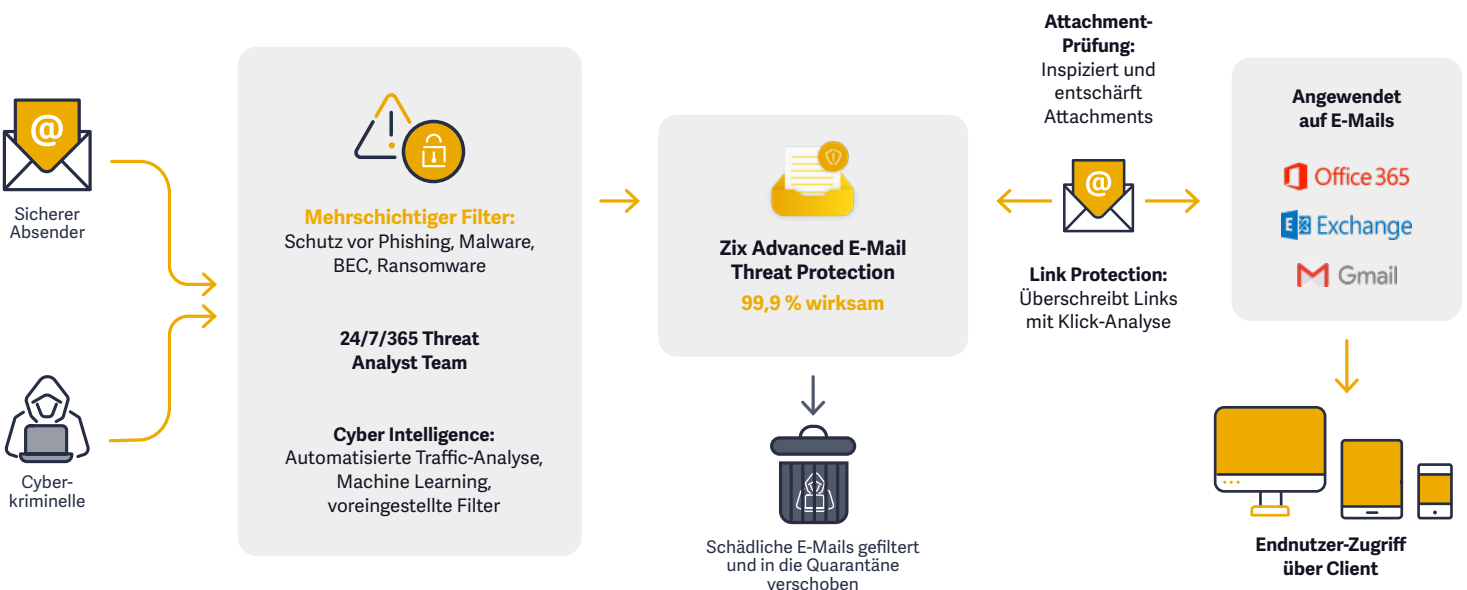 @
Sicherer
Absender
Cyber-
kriminelle
Mehrschichtiger Filter:
Schutz vor Phishing, Malware,
BEC, Ransomware
24/7/365 Threat
Analyst Team
Cyber Intelligence:
Automatisierte Traffic-Analyse,
Machine Learning,
voreingestellte Filter
Zix Advanced E-Mail
Threat Protection
99,9 % wirksam
Schädliche E-Mails gefiltert
und in die Quarantäne
verschoben
Attachment-
Prüfung:
Inspiziert und
entschärft
Attachments
@
Link Protection:
Überschreibt Links
mit Klick-Analyse
Angewendet
auf E-Mails
Office 365
E Exchange
Gmail
Endnutzer-Zugriff
über Client